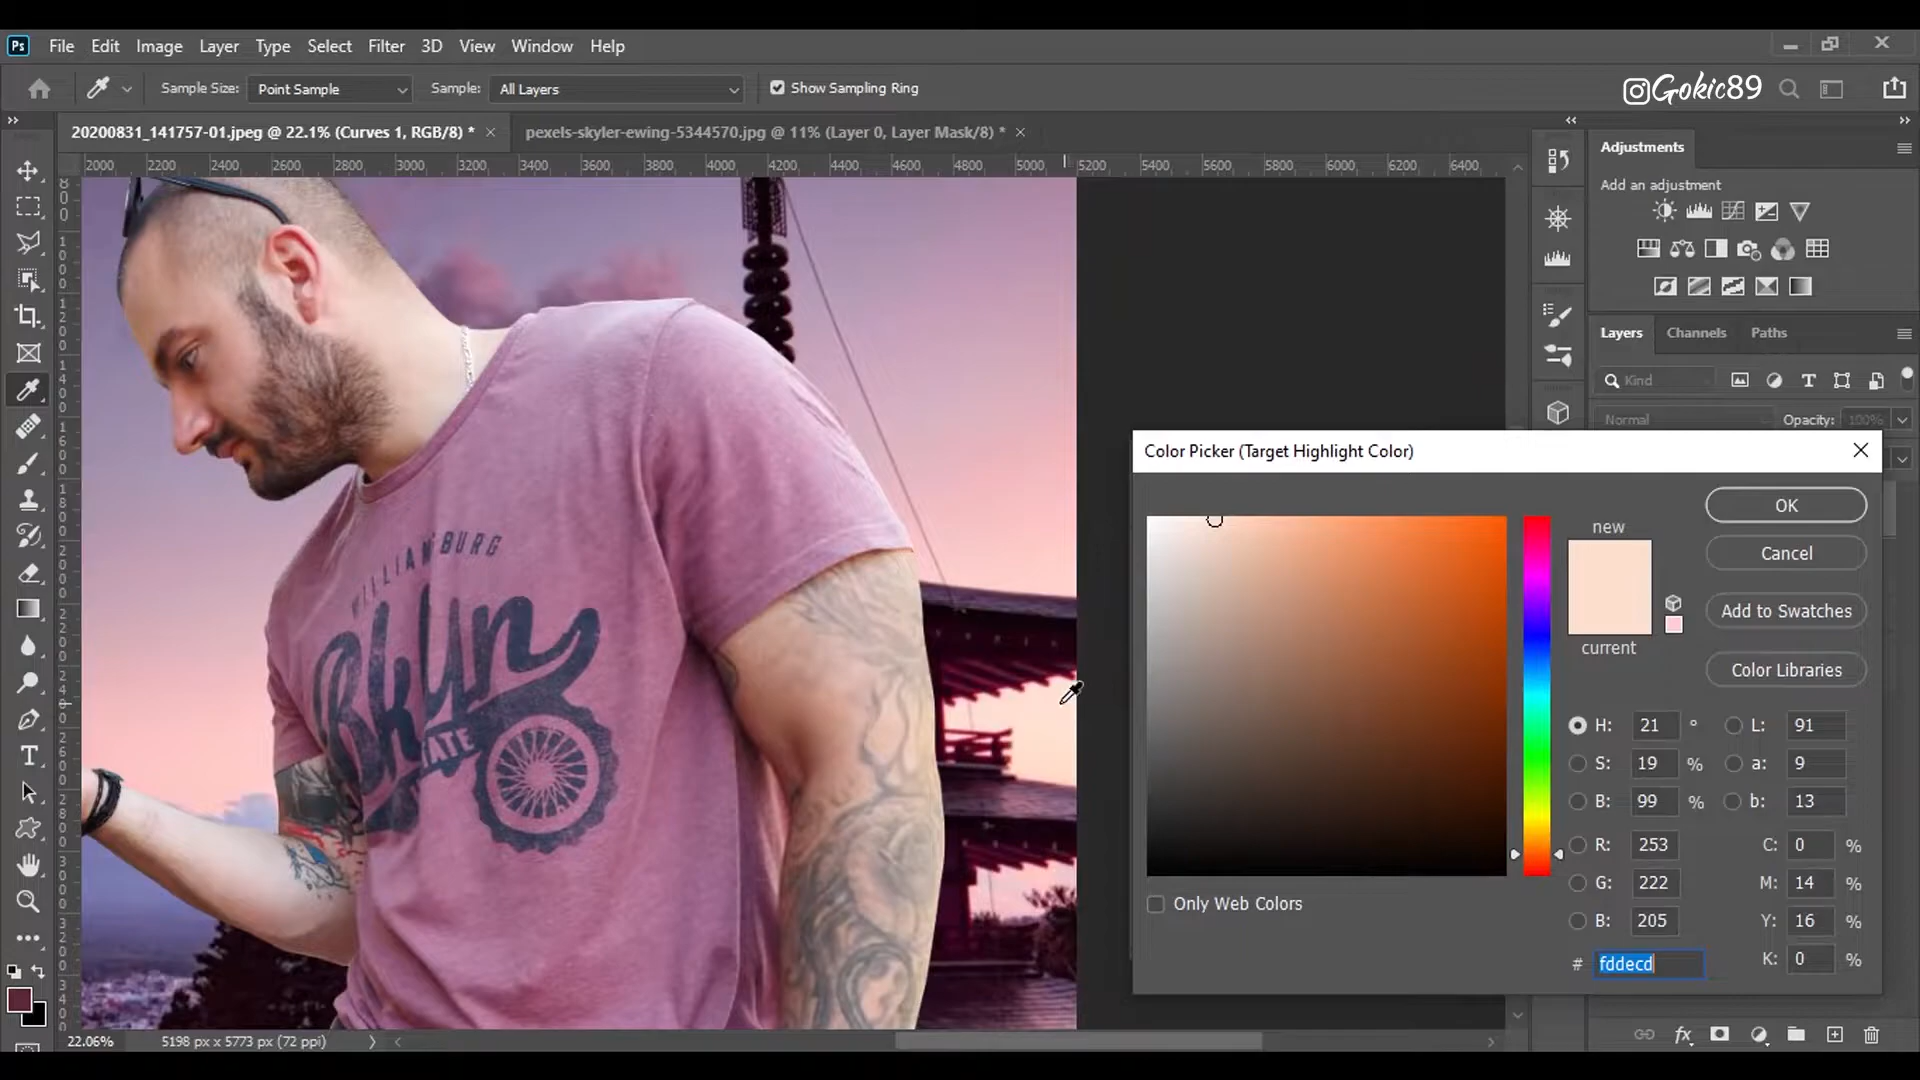 Ps File Edit Image Layer Type Select Filter 3D View Window Help
Sample Size: Point Sample Sample: All Layers Show Sampling Ring
Gokic89
20200831_141757-01.jpeg @ 22.1% (Curves 1, RGB/8) *
pexels-skyler-ewing-5344570.jpg @ 11% (Layer 0, Layer Mask/8) *
2000 2200 2400 2600 2800 3000 3200 3400 3600 3800 4000 4200 4400 4600 4800 5000 5200 5400 5600 5800 6000 6200 6400
Adjustments
Add an adjustment
Layers Channels Paths
Kind
Normal Opacity: 100%
WILLIAMSBURG
Bklyn
Color Picker (Target Highlight Color)
new
current
OK
Cancel
Add to Swatches
Color Libraries
H: 21 ° L: 91
S: 19 % a: 9
B: 99 % b: 13
R: 253 C: 0 %
G: 222 M: 14 %
B: 205 Y: 16 %
# fddecd K: 0 %
Only Web Colors
22.06% 5198 px x 5773 px (72 ppi)